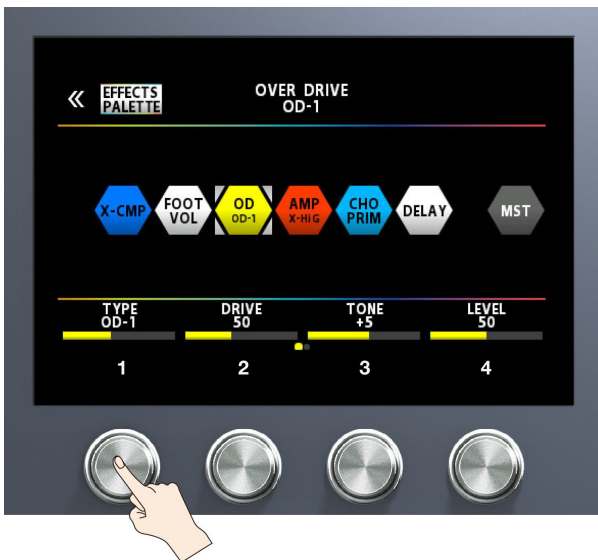 «
EFFECTS
PALETTE
OVER DRIVE
OD-1
X-CMP
FOOT
VOL
OD
OD-1
AMP
X-HiG
CHO
PRIM
DELAY
MST
TYPE
OD-1
DRIVE
50
TONE
+5
LEVEL
50
1
2
3
4